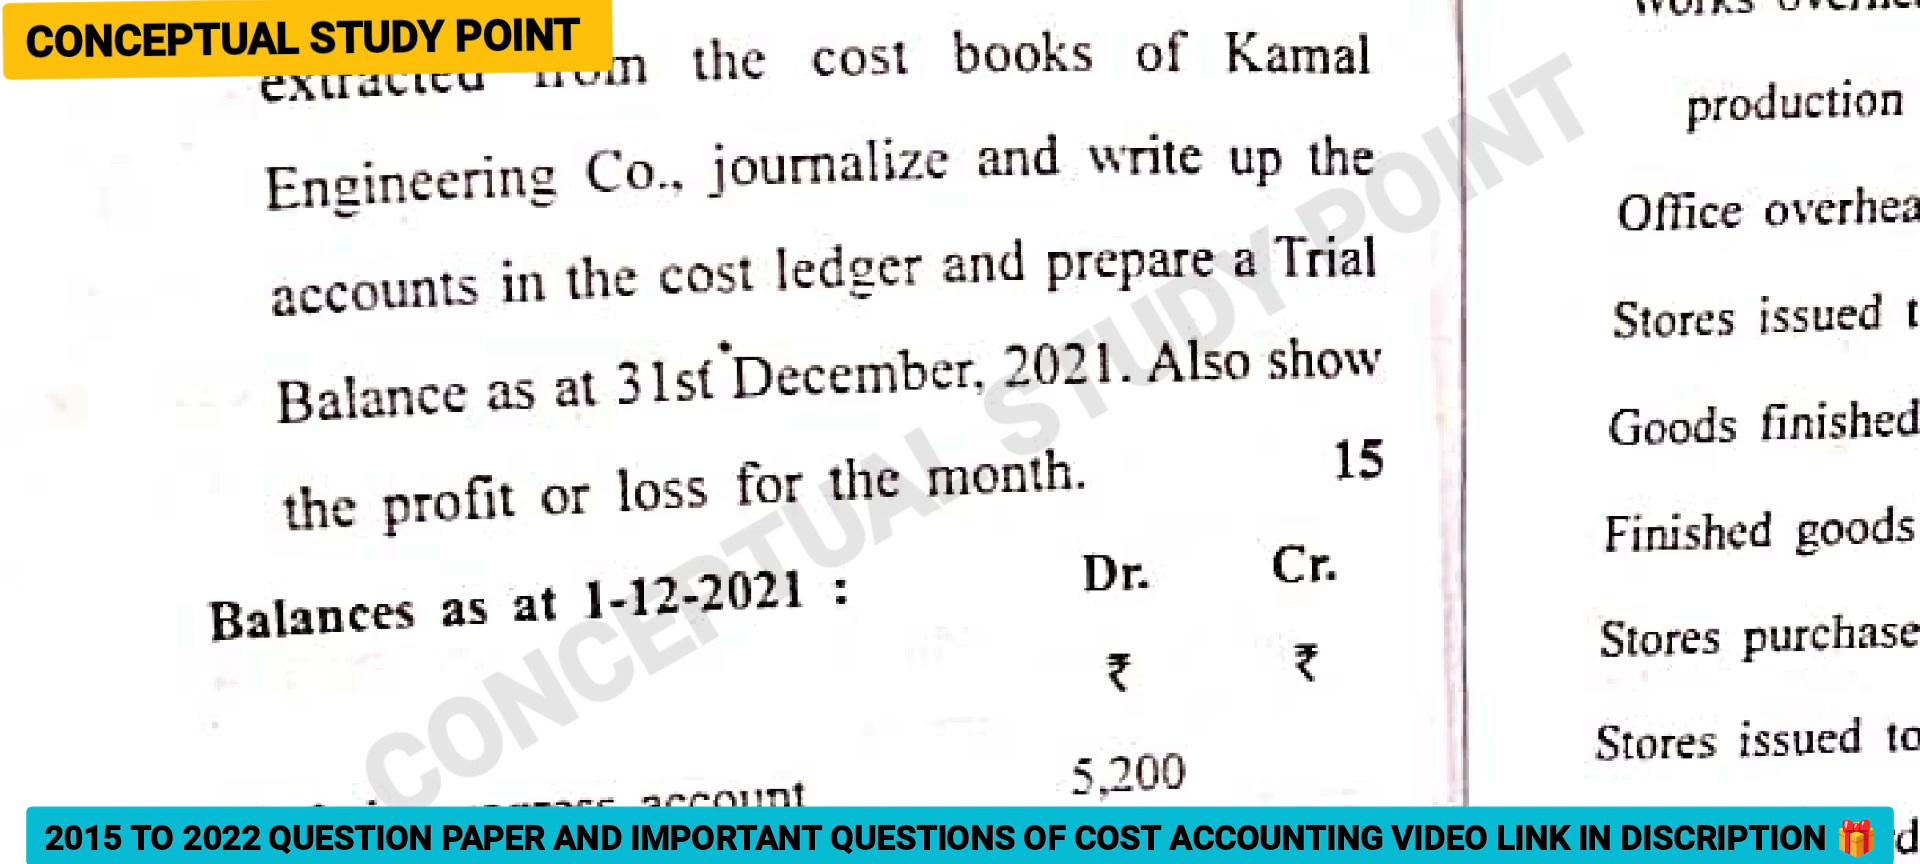 CONCEPTUAL STUDY POINT
extracted from the cost books of Kamal
Engineering Co., journalize and write up the
accounts in the cost ledger and prepare a Trial
Balance as at 31st December, 2021. Also show
the profit or loss for the month. 15
Balances as at 1-12-2021 : Dr. Cr.
₹ ₹
account 5,200
production
Office overhea
Stores issued t
Goods finished
Finished goods
Stores purchase
Stores issued to
CONCEPTUAL STUDY POINT
2015 TO 2022 QUESTION PAPER AND IMPORTANT QUESTIONS OF COST ACCOUNTING VIDEO LINK IN DISCRIPTION